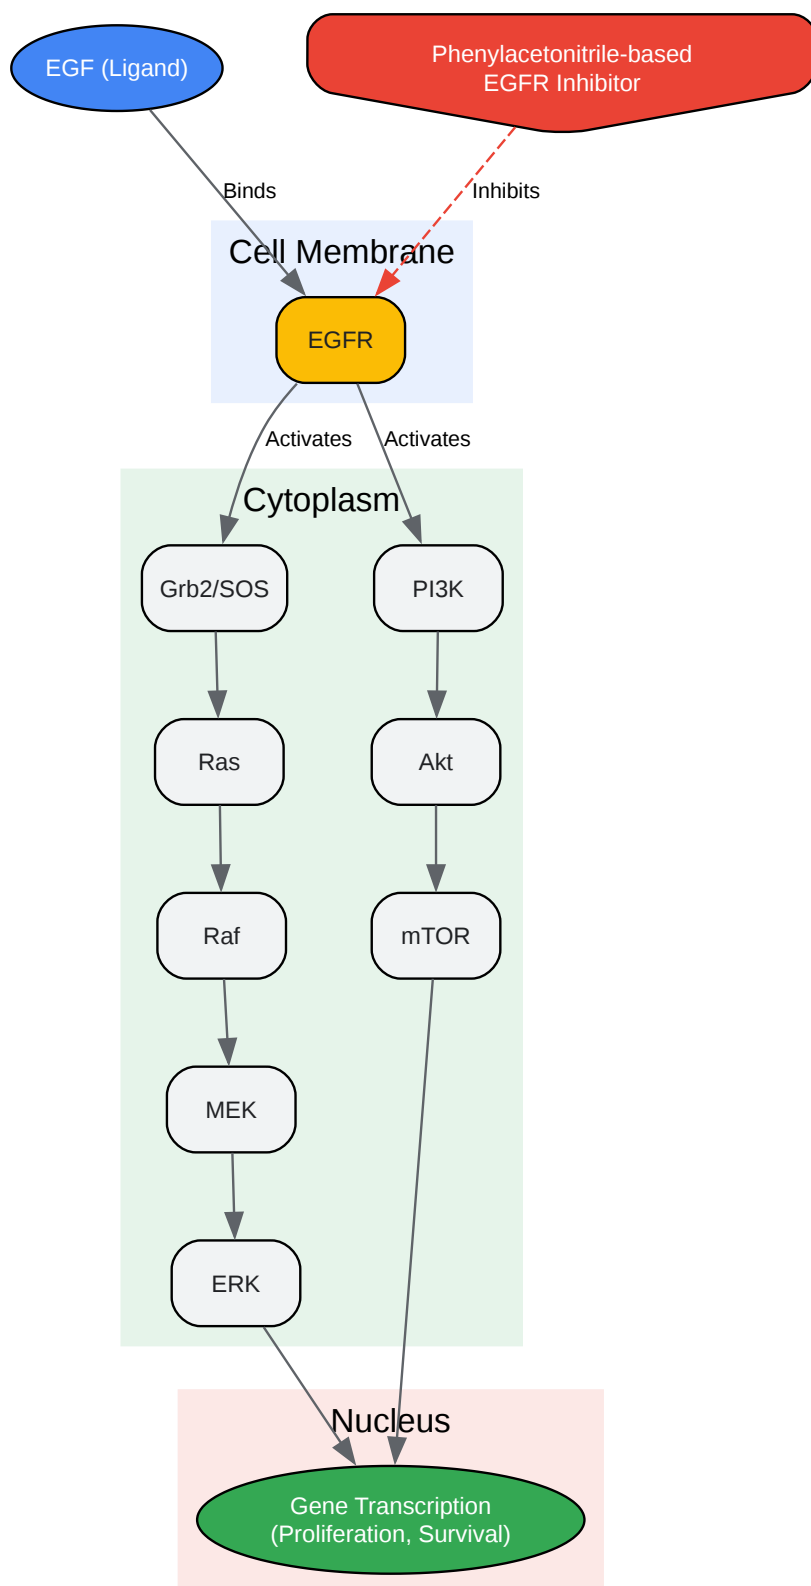 EGF (Ligand)
Phenylacetonitrile-based
EGFR Inhibitor
Binds
Inhibits
Cell Membrane
EGFR
Activates
Activates
Cytoplasm
Grb2/SOS
PI3K
Ras
Akt
Raf
mTOR
MEK
ERK
Nucleus
Gene Transcription
(Proliferation, Survival)